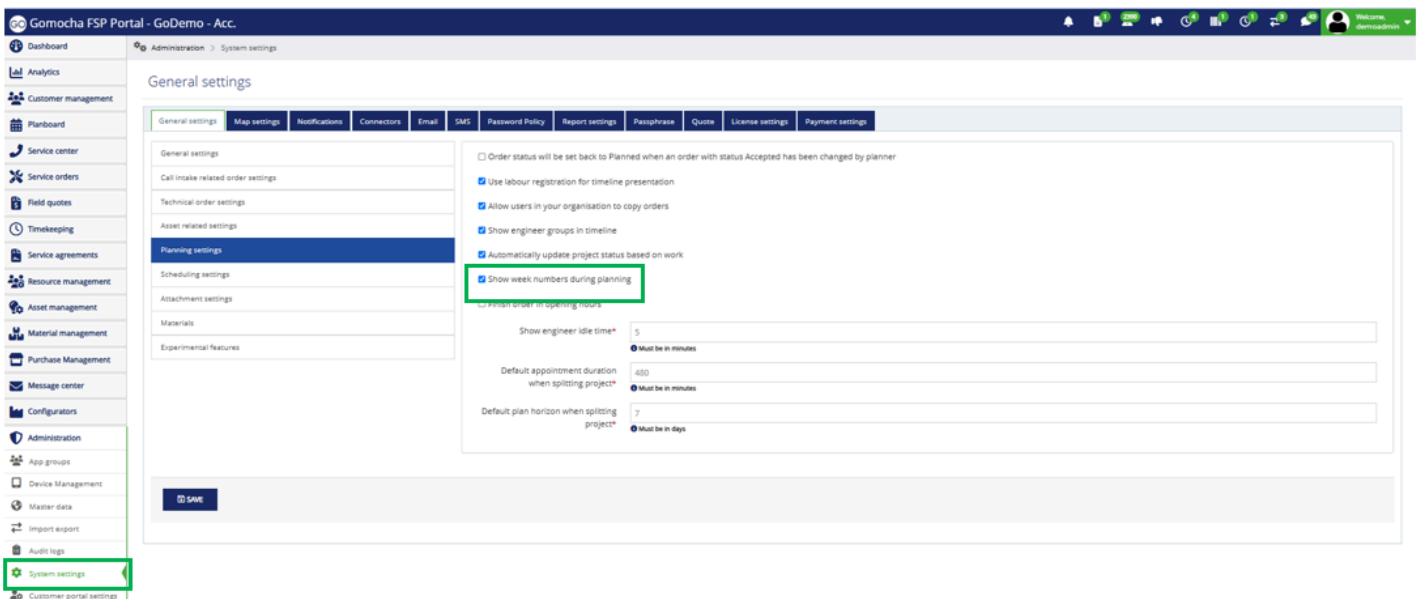 GO Gomocha FSP Portal - GoDemo - Acc.
Welcome,
demoadmin
Dashboard
Analytics
Customer management
Planboard
Service center
Service orders
Field quotes
Timekeeping
Service agreements
Resource management
Asset management
Material management
Purchase Management
Message center
Configurators
Administration
App groups
Device Management
Master data
Import export
Audit logs
System settings
Customer portal settings
Administration > System settings
General settings
General settings Map settings Notifications Connectors Email SMS Password Policy Report settings Passphrase Quote License settings Payment settings
General settings
Call intake related order settings
Technical order settings
Asset related settings
Planning settings
Scheduling settings
Attachment settings
Materials
Experimental features
Order status will be set back to Planned when an order with status Accepted has been changed by planner
Use labour registration for timeline presentation
Allow users in your organisation to copy orders
Show engineer groups in timeline
Automatically update project status based on work
Show week numbers during planning
Finish order in opening hours
Show engineer idle time* 5
Must be in minutes
Default appointment duration
when splitting project* 480
Must be in minutes
Default plan horizon when splitting
project* 7
Must be in days
SAVE